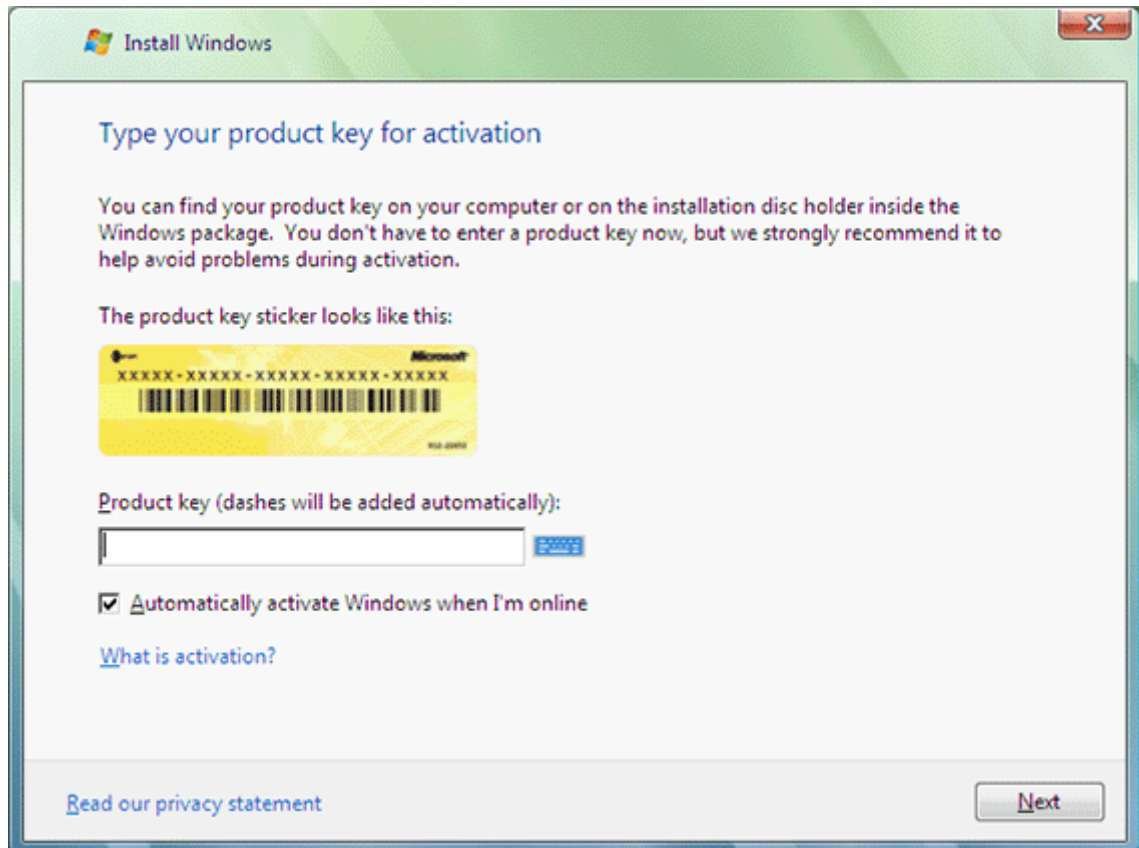 Install Windows
Type your product key for activation
You can find your product key on your computer or on the installation disc holder inside the
Windows package.  You don't have to enter a product key now, but we strongly recommend it to
help avoid problems during activation.
The product key sticker looks like this:
Microsoft
XXXXX-XXXXX-XXXXX-XXXXX-XXXXX
Product key (dashes will be added automatically):
Automatically activate Windows when I'm online
What is activation?
Read our privacy statement
Next